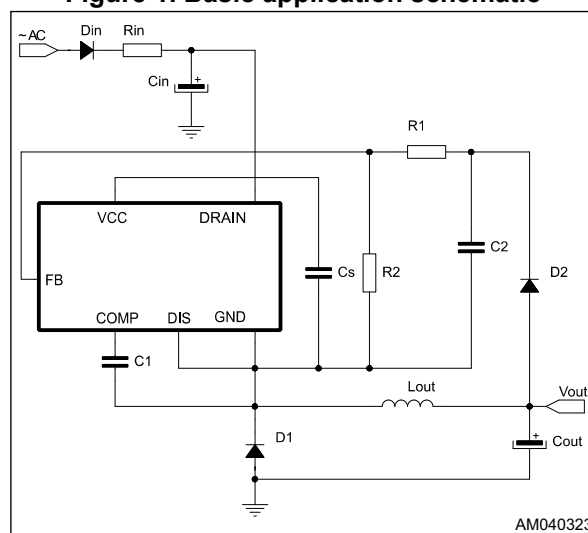 Figure 1. Basic application schematic
~AC
Din
Rin
Cin
+
R1
VCC
DRAIN
FB
Cs
R2
C2
D2
COMP
DIS
GND
C1
Lout
Vout
D1
+
Cout
AM040323